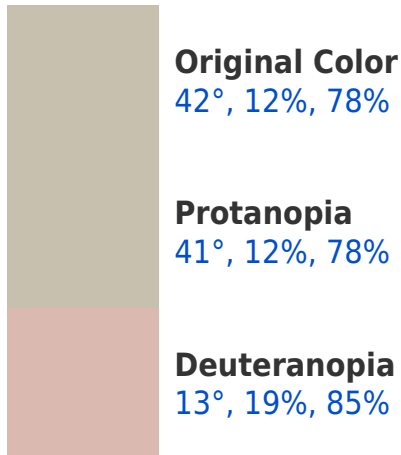 Original Color
42°, 12%, 78%
Protanopia
41°, 12%, 78%
Deuteranopia
13°, 19%, 85%